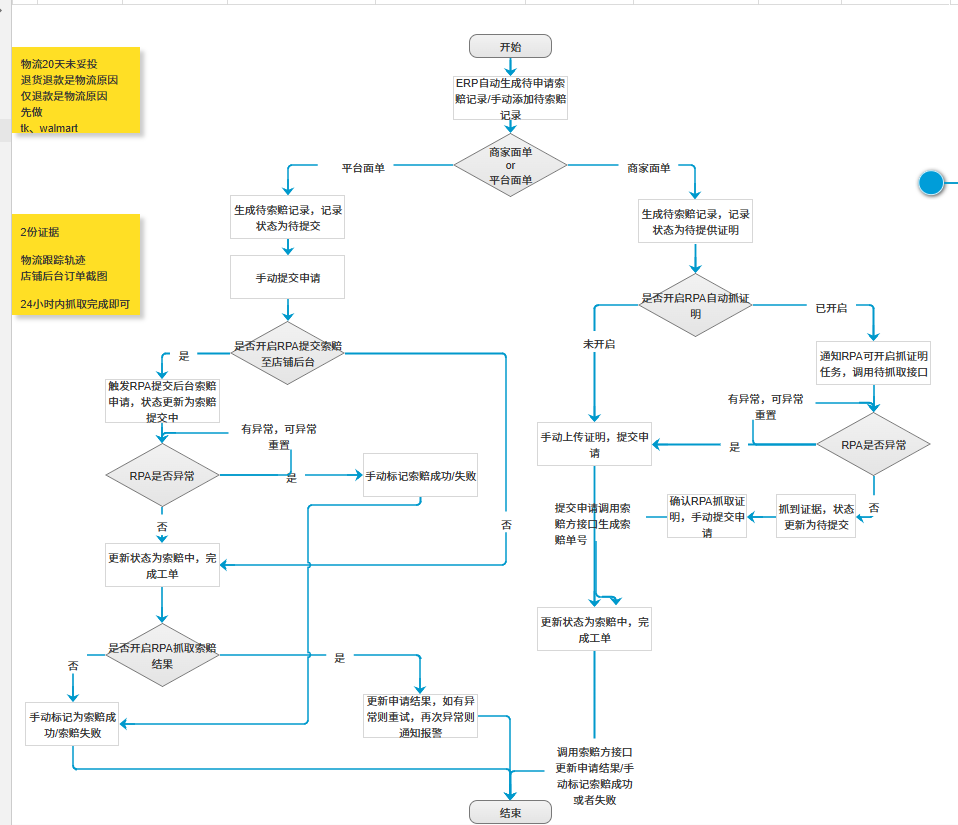 物流20天未妥投
退货退款是物流原因
仅退款是物流原因
先做
tk、walmart
2份证据
物流跟踪轨迹
店铺后台订单截图
24小时内抓取完成即可
开始
ERP自动生成待申请索
赔记录/手动添加待索赔
记录
商家面单
or
平台面单
平台面单
商家面单
生成待索赔记录，记录
状态为待提交
手动提交申请
是否开启RPA提交索赔
至店铺后台
是
触发RPA提交后台索赔
申请，状态更新为索赔
提交中
有异常，可异常
重置
RPA是否异常
是
手动标记索赔成功/失败
否
否
更新状态为索赔中，完
成工单
是否开启RPA抓取索赔
结果
否
是
手动标记为索赔成
功/索赔失败
更新申请结果，如有异
常则重试，再次异常则
通知报警
生成待索赔记录，记录
状态为待提供证明
是否开启RPA自动抓证
明
未开启
已开启
通知RPA可开启抓证明
任务，调用待抓取接口
有异常，可异常
重置
RPA是否异常
是
否
手动上传证明，提交申
请
抓到证据，状态
更新为待提交
确认RPA抓取证
明，手动提交申
请
提交申请调用索
赔方接口生成索
赔单号
更新状态为索赔中，完
成工单
调用索赔方接口
更新申请结果/手
动标记索赔成功
或者失败
结束